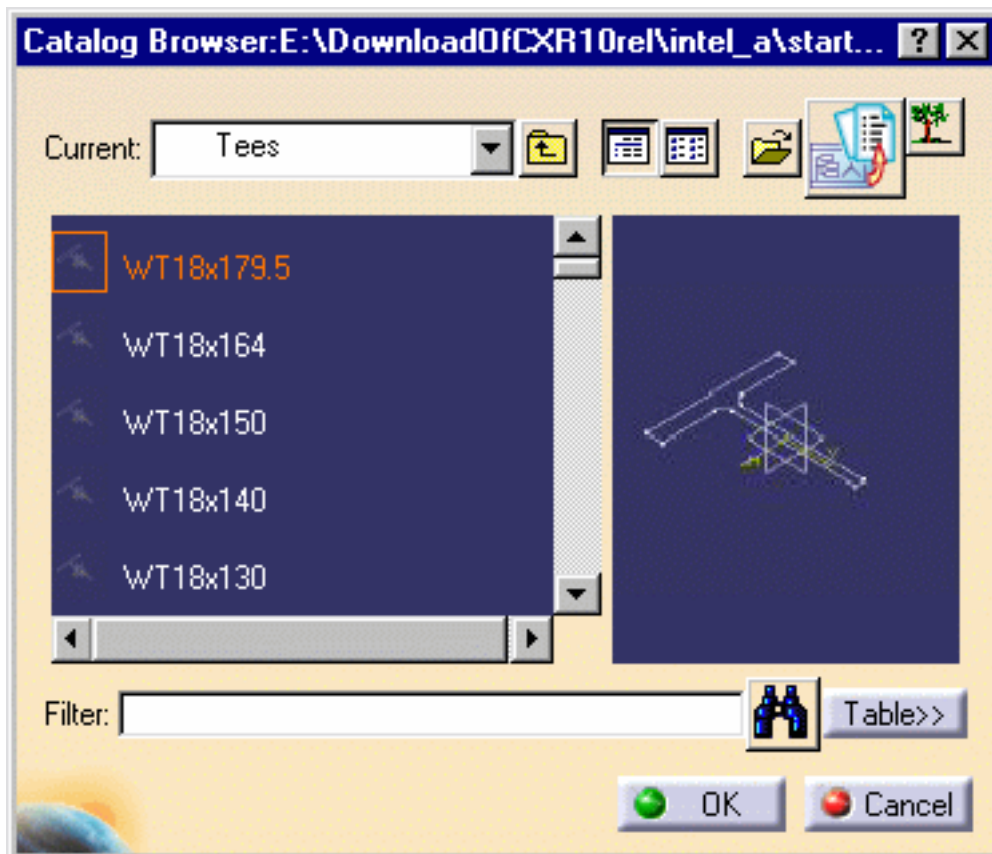 Catalog Browser:E:\DownloadOfCXR10rel\intel_a\start... ? X
Current: Tees
WT18x179.5
WT18x164
WT18x150
WT18x140
WT18x130
Filter: Table>>
OK Cancel